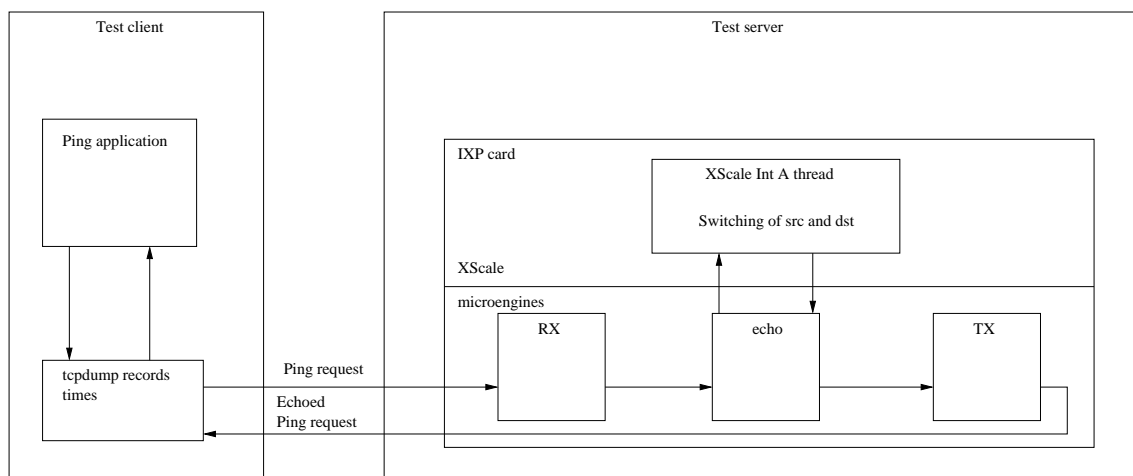 Test client
Test server
Ping application
IXP card
XScale Int A thread
Switching of src and dst
XScale
microengines
RX
echo
TX
tcpdump records
times
Ping request
Echoed
Ping request